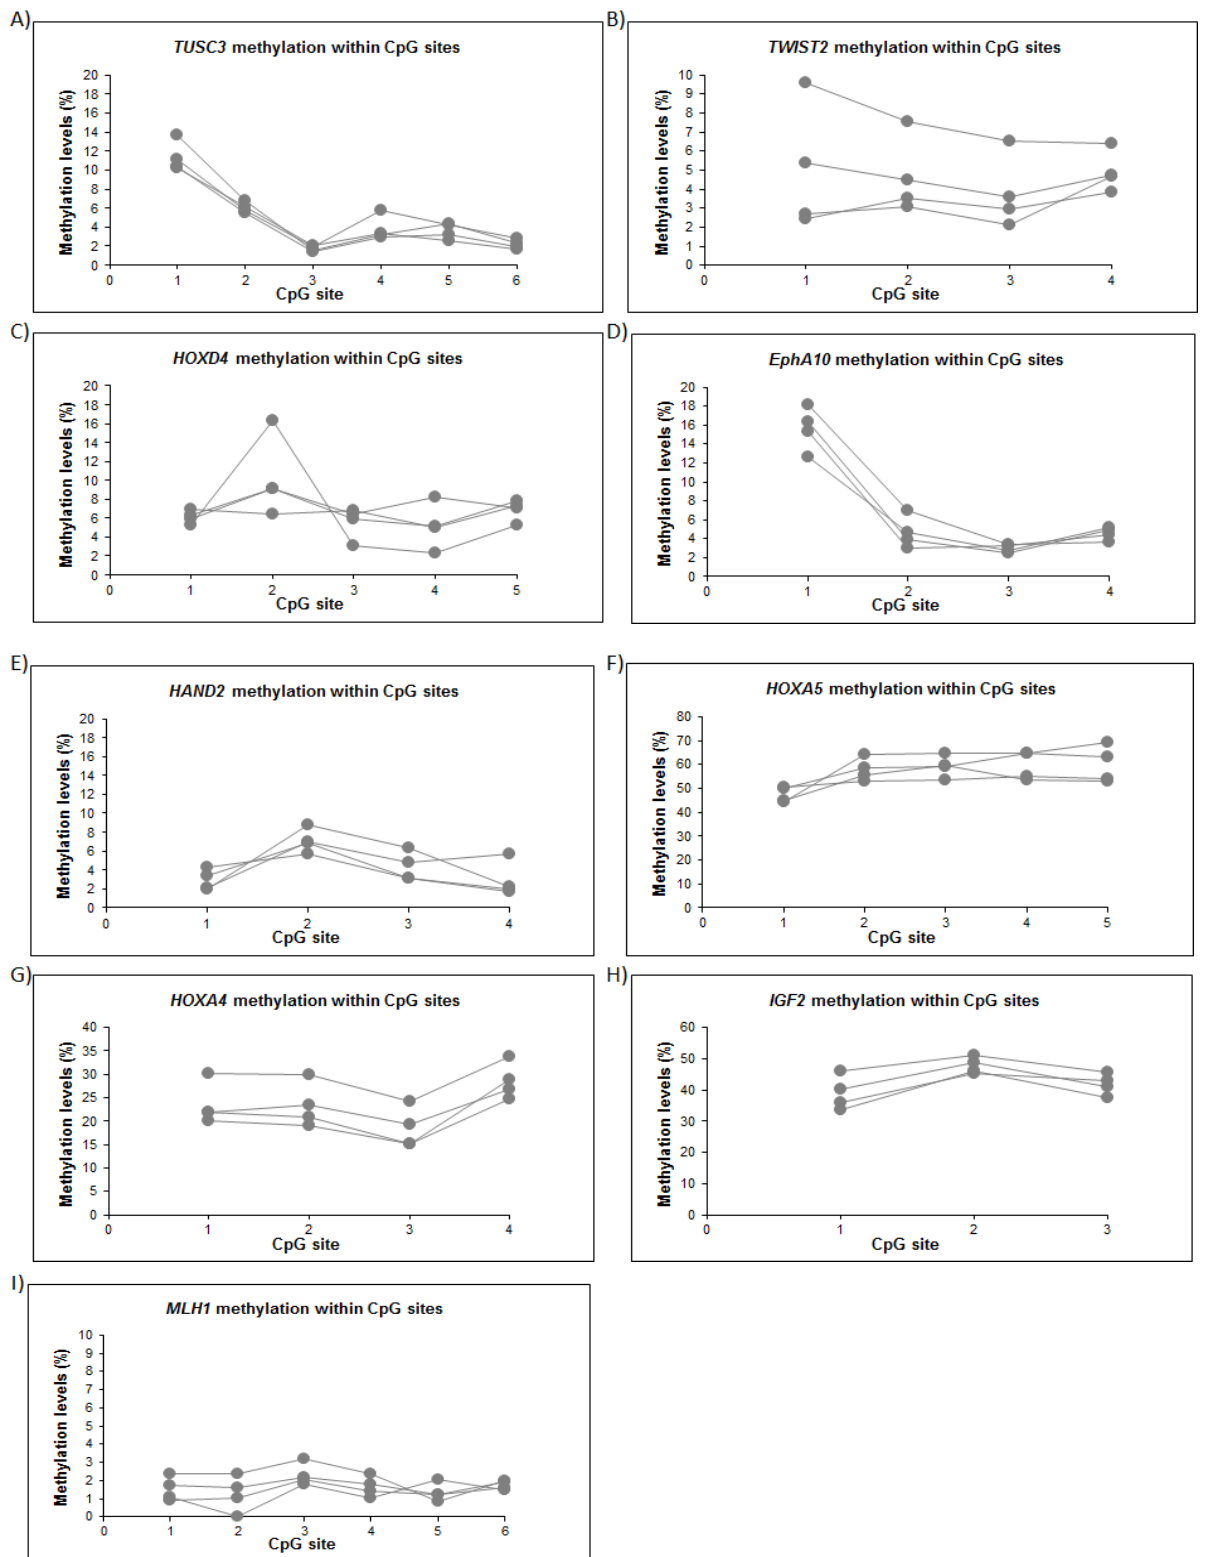 A)
TUSC3 methylation within CpG sites
Methylation levels (%)
20
18
16
14
12
10
8
6
4
2
0
0 1 2 3 4 5 6
CpG site
B)
TWIST2 methylation within CpG sites
Methylation levels (%)
10
9
8
7
6
5
4
3
2
1
0
0 1 2 3 4
CpG site
C)
HOXD4 methylation within CpG sites
Methylation levels (%)
20
18
16
14
12
10
8
6
4
2
0
0 1 2 3 4 5
CpG site
D)
EphA10 methylation within CpG sites
Methylation levels (%)
20
18
16
14
12
10
8
6
4
2
0
0 1 2 3 4
CpG site
E)
HAND2 methylation within CpG sites
Methylation levels (%)
20
18
16
14
12
10
8
6
4
2
0
0 1 2 3 4
CpG site
F)
HOXA5 methylation within CpG sites
Methylation levels (%)
80
70
60
50
40
30
20
10
0
0 1 2 3 4 5
CpG site
G)
HOXA4 methylation within CpG sites
Methylation levels (%)
40
35
30
25
20
15
10
5
0
0 1 2 3 4
CpG site
H)
IGF2 methylation within CpG sites
Methylation levels (%)
60
50
40
30
20
10
0
0 1 2 3
CpG site
I)
MLH1 methylation within CpG sites
Methylation levels (%)
10
9
8
7
6
5
4
3
2
1
0
0 1 2 3 4 5 6
CpG site